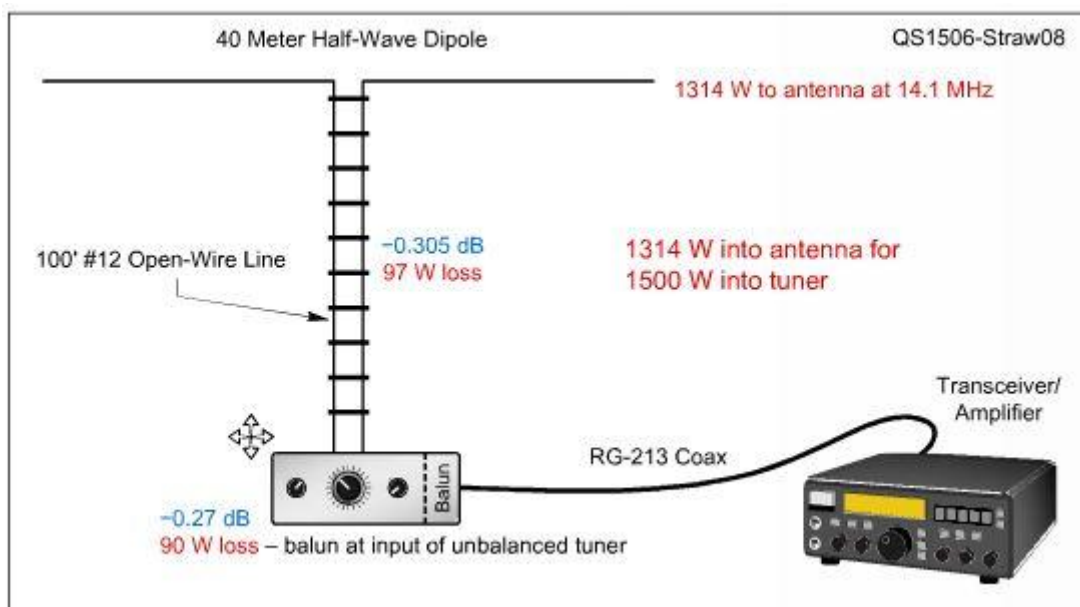 40 Meter Half-Wave Dipole
QS1506-Straw08
1314 W to antenna at 14.1 MHz
100' #12 Open-Wire Line
−0.305 dB
97 W loss
1314 W into antenna for
1500 W into tuner
Transceiver/
Amplifier
RG-213 Coax
Balun
−0.27 dB
90 W loss – balun at input of unbalanced tuner